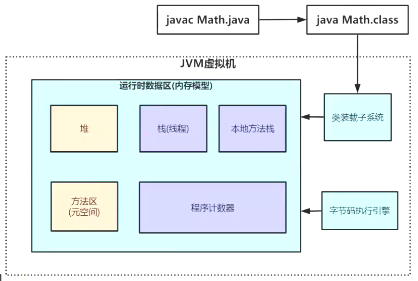 javac Math.java
java Math.class
JVM虚拟机
运行时数据区(内存模型)
堆
栈(线程)
本地方法栈
类装载子系统
方法区
(元空间)
程序计数器
字节码执行引擎